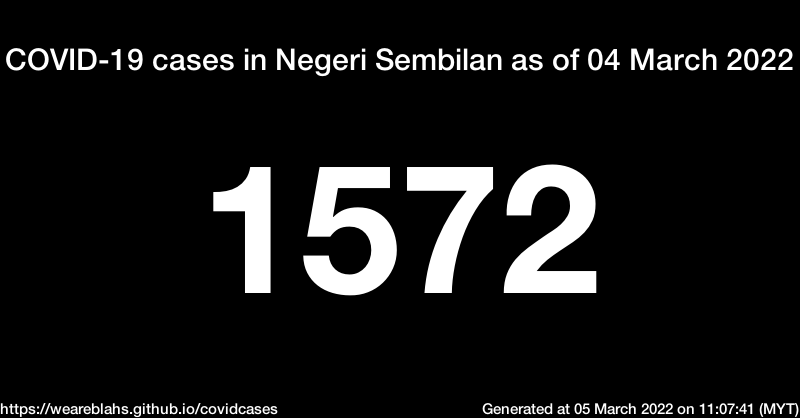 COVID-19 cases in Negeri Sembilan as of 04 March 2022
1572
https://weareblahs.github.io/covidcases
Generated at 05 March 2022 on 11:07:41 (MYT)